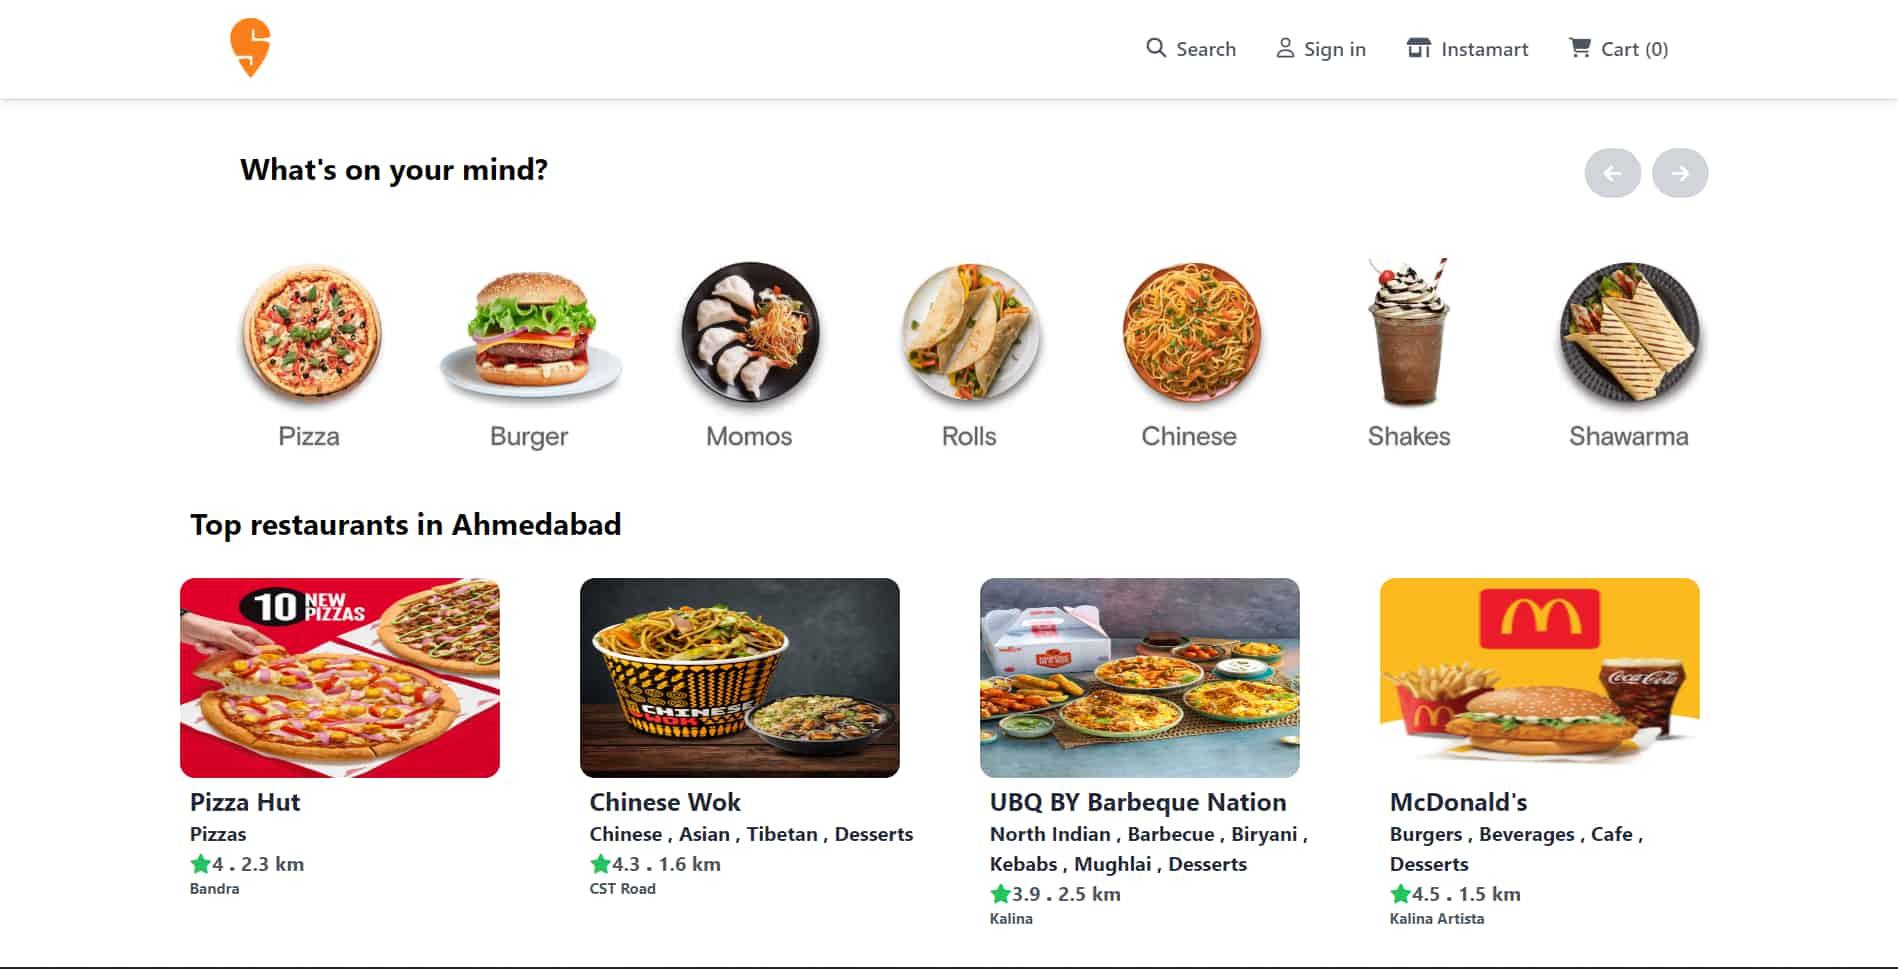 Search Sign in Instamart Cart (0)
What's on your mind?
Pizza Burger Momos Rolls Chinese Shakes Shawarma
Top restaurants in Ahmedabad
10 NEW
PIZZAS
CHINESE
WOK
Coca-Cola
Pizza Hut
Pizzas
4 . 2.3 km
Bandra
Chinese Wok
Chinese , Asian , Tibetan , Desserts
4.3 . 1.6 km
CST Road
UBQ BY Barbeque Nation
North Indian , Barbecue , Biryani ,
Kebabs , Mughlai , Desserts
3.9 . 2.5 km
Kalina
McDonald's
Burgers , Beverages , Cafe ,
Desserts
4.5 . 1.5 km
Kalina Artista